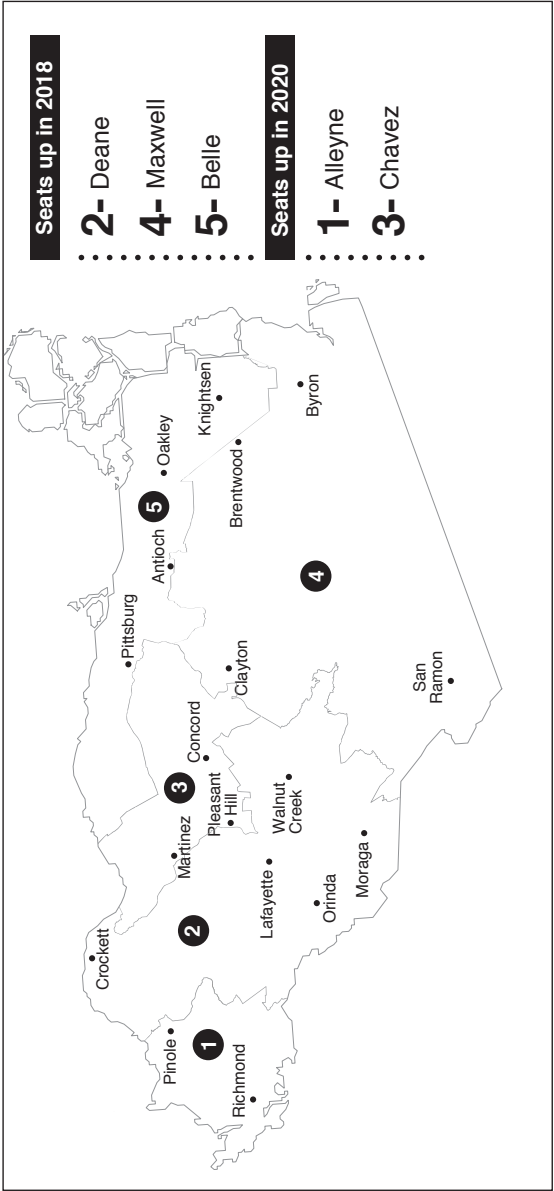 Crockett
Pinole
1
Richmond
2
Martinez
3
Pleasant
Hill
Concord
Lafayette
Walnut
Creek
Orinda
Moraga
Pittsburg
Clayton
Antioch
5
Oakley
Knightsen
Brentwood
Byron
4
San
Ramon
Seats up in 2018
2- Deane
4- Maxwell
5- Belle
Seats up in 2020
1- Alleyne
3- Chavez